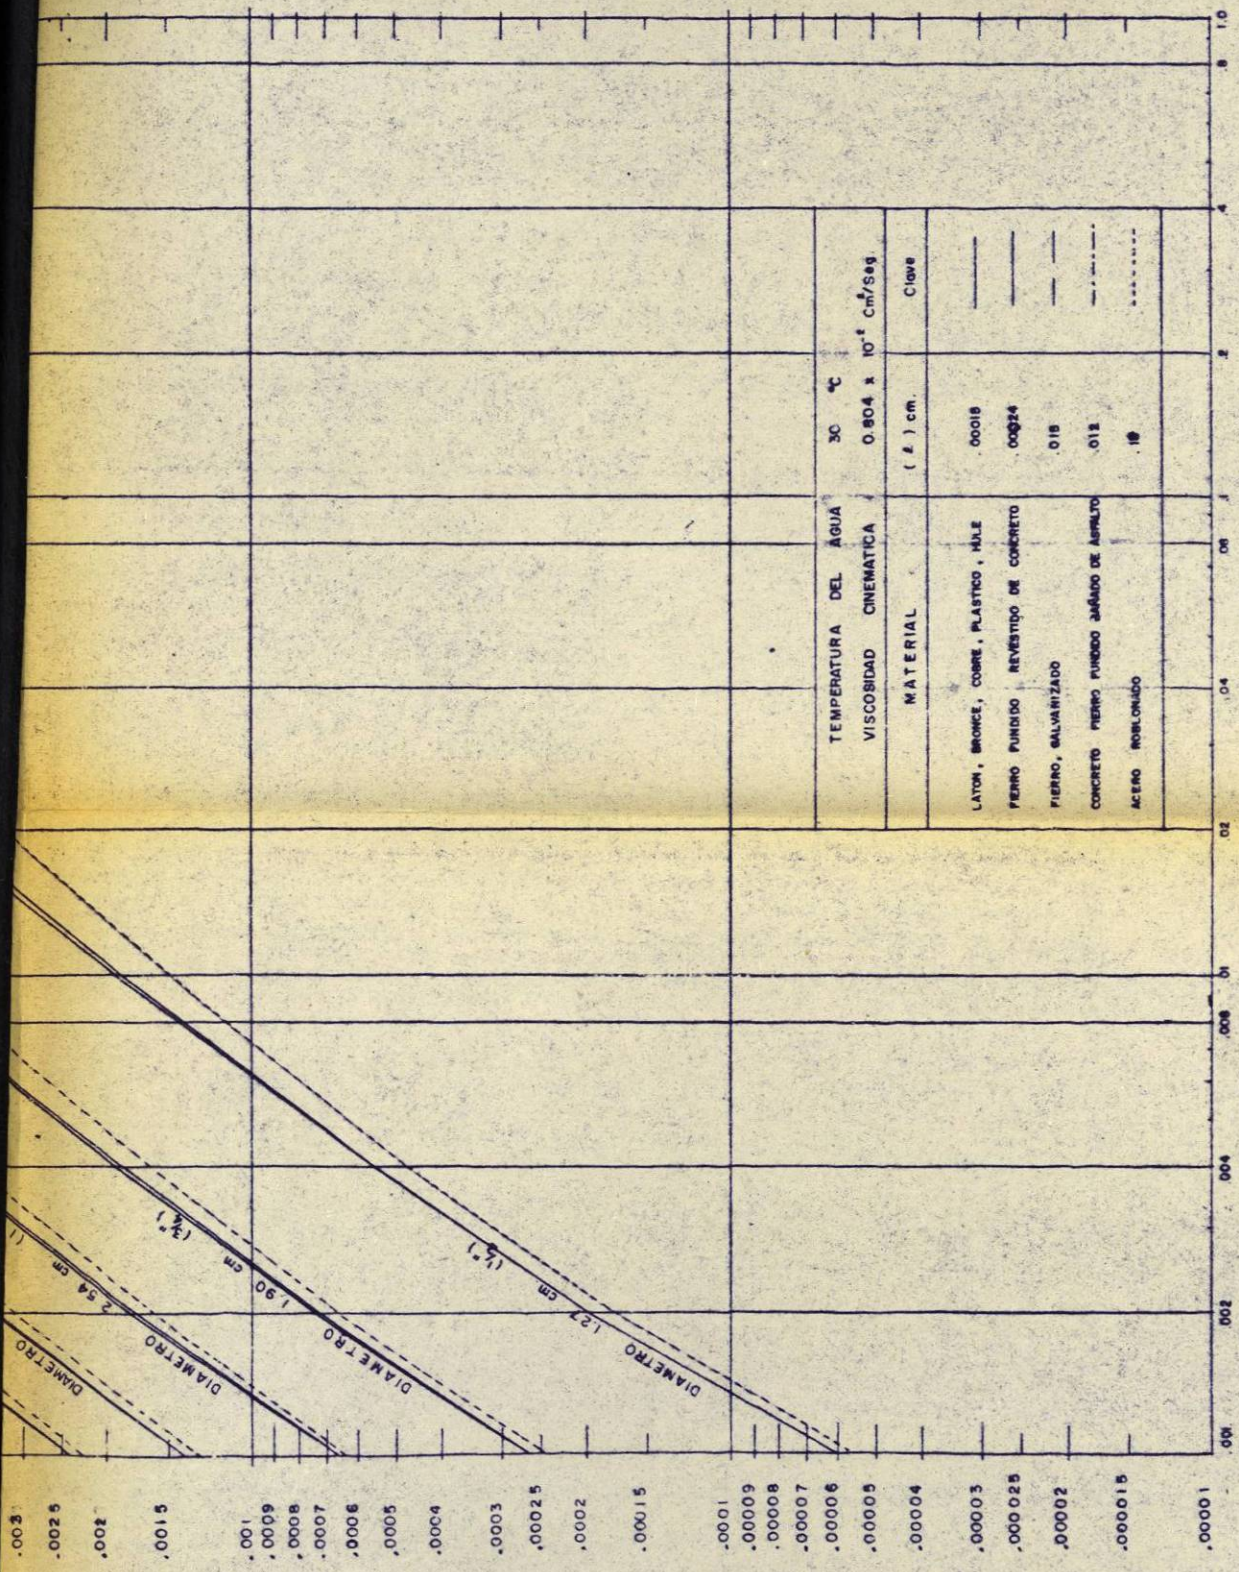 .003
.0025
.002
.0015
.001
.0009
.0008
.0007
.0006
.0005
.0004
.0003
.00025
.0002
.00015
.0001
.00009
.00008
.00007
.00006
.00005
.00004
.00003
.000025
.00002
.000015
.00001
DIAMETRO
DIAMETRO 2.54 cm (1
DIAMETRO 1.90 cm (3/4")
DIAMETRO 1.27 cm (1/2")
TEMPERATURA DEL AGUA 30 °C
VISCOSIDAD CINEMATICA 0.804 x 10⁻² cm²/Seg.
MATERIAL ( ) cm. Clave
LATON, BRONCE, COBRE, PLASTICO, HULE .00015
FIERRO FUNDIDO REVESTIDO DE CONCRETO .00024
FIERRO, GALVANIZADO .015
CONCRETO FIERRO FUNDIDO BAÑADO DE ASFALTO .012
ACERO ROBLONADO
.001 .002 .004 .008 .01 .02 .04 .08 .1 .2 .4 .8 1.0